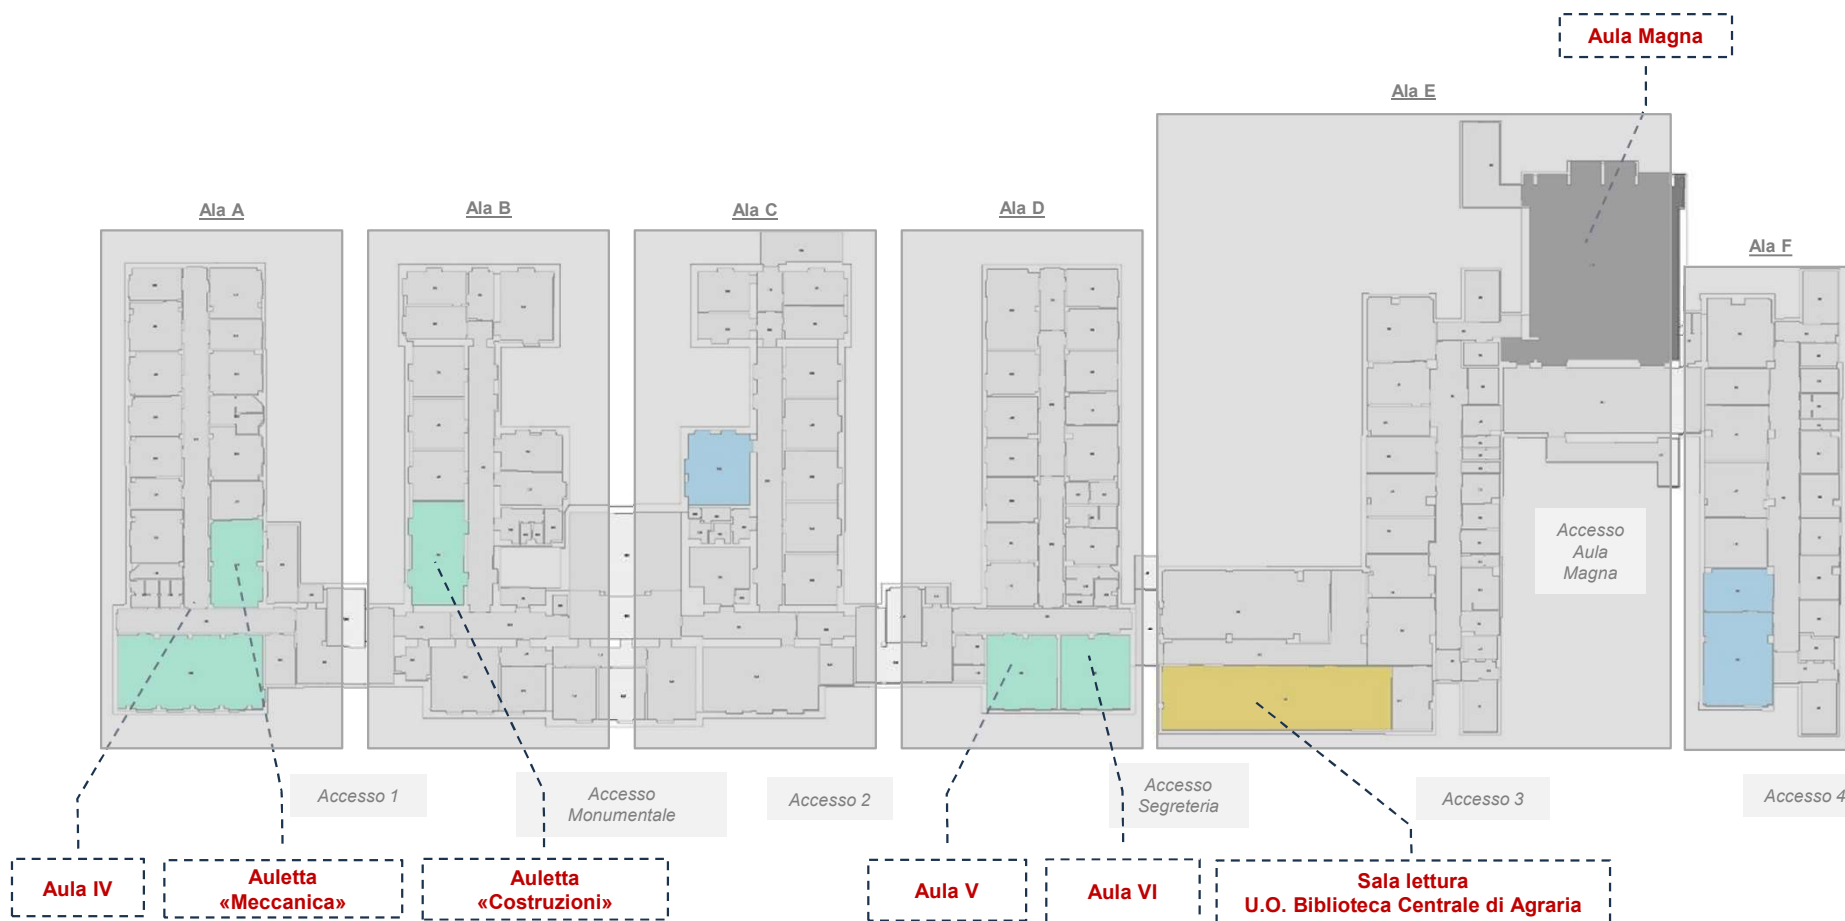 Aula Magna
Ala E
Ala A
Ala B
Ala C
Ala D
Ala F
Accesso
Aula
Magna
Accesso 1
Accesso
Monumentale
Accesso 2
Accesso
Segreteria
Accesso 3
Accesso 4
Aula IV
Auletta
«Meccanica»
Auletta
«Costruzioni»
Aula V
Aula VI
Sala lettura
U.O. Biblioteca Centrale di Agraria